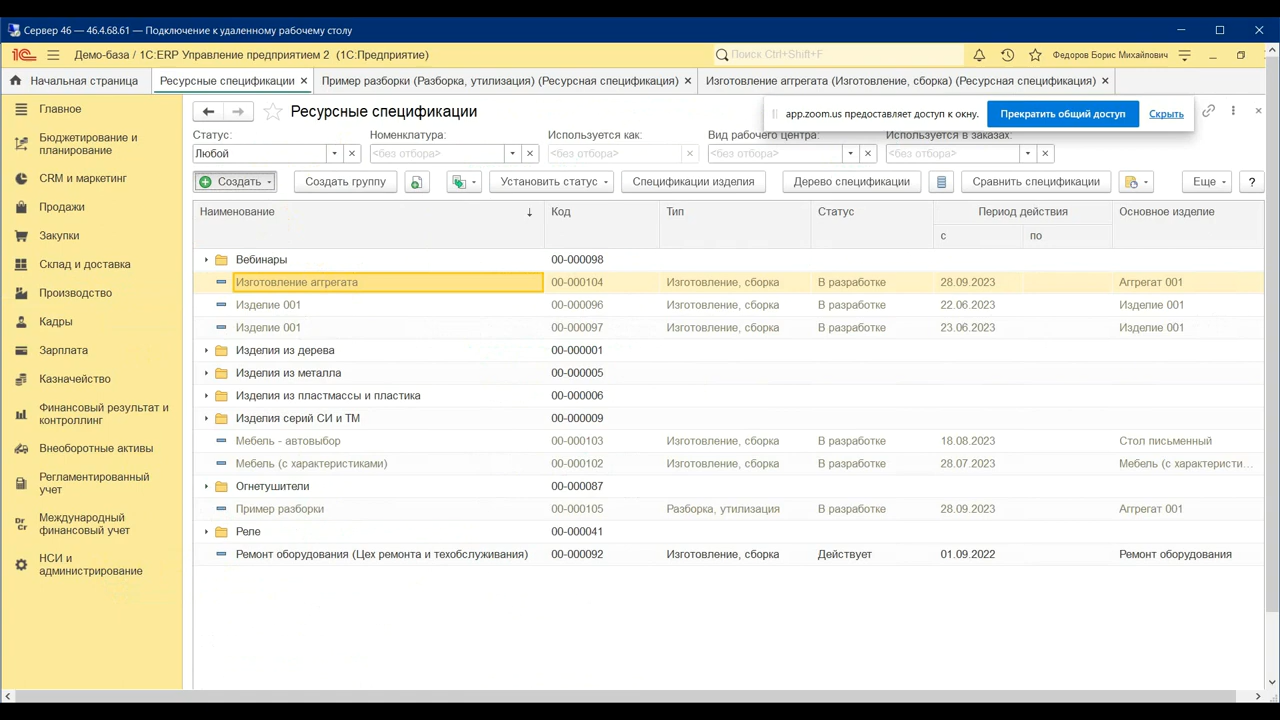 Сервер 46 — 46.4.68.61 — Подключение к удаленному рабочему столу
Демо-база / 1С:ERP Управление предприятием 2 (1С:Предприятие)
Поиск Ctrl+Shift+F
Федоров Борис Михайлович
Начальная страница
Ресурсные спецификации ×
Пример разборки (Разборка, утилизация) (Ресурсная спецификация) ×
Изготовление аггрегата (Изготовление, сборка) (Ресурсная спецификация) ×
Главное
Бюджетирование и
планирование
CRM и маркетинг
Продажи
Закупки
Склад и доставка
Производство
Кадры
Зарплата
Казначейство
Финансовый результат и
контроллинг
Внеоборотные активы
Регламентированный
учет
Dr
Cr
Международный
финансовый учет
НСИ и
администрирование
Ресурсные спецификации
app.zoom.us предоставляет доступ к окну.
Прекратить общий доступ
Скрыть
Статус:
Номенклатура:
Используется как:
Вид рабочего центра:
Используется в заказах:
Любой
<без отбора>
<без отбора>
<без отбора>
<без отбора>
Создать
Создать группу
Установить статус
Спецификации изделия
Дерево спецификации
Сравнить спецификации
Еще
?
Наименование ↓ Код Тип Статус Период действия Основное изделие
с по
Вебинары 00-000098
Изготовление аггрегата 00-000104 Изготовление, сборка В разработке 28.09.2023 Аггрегат 001
Изделие 001 00-000096 Изготовление, сборка В разработке 22.06.2023 Изделие 001
Изделие 001 00-000097 Изготовление, сборка В разработке 23.06.2023 Изделие 001
Изделия из дерева 00-000001
Изделия из металла 00-000005
Изделия из пластмассы и пластика 00-000006
Изделия серий СИ и ТМ 00-000009
Мебель - автовыбор 00-000103 Изготовление, сборка В разработке 18.08.2023 Стол письменный
Мебель (с характеристиками) 00-000102 Изготовление, сборка В разработке 28.07.2023 Мебель (с характеристи...
Огнетушители 00-000087
Пример разборки 00-000105 Разборка, утилизация В разработке 28.09.2023 Аггрегат 001
Реле 00-000041
Ремонт оборудования (Цех ремонта и техобслуживания) 00-000092 Изготовление, сборка Действует 01.09.2022 Ремонт оборудования